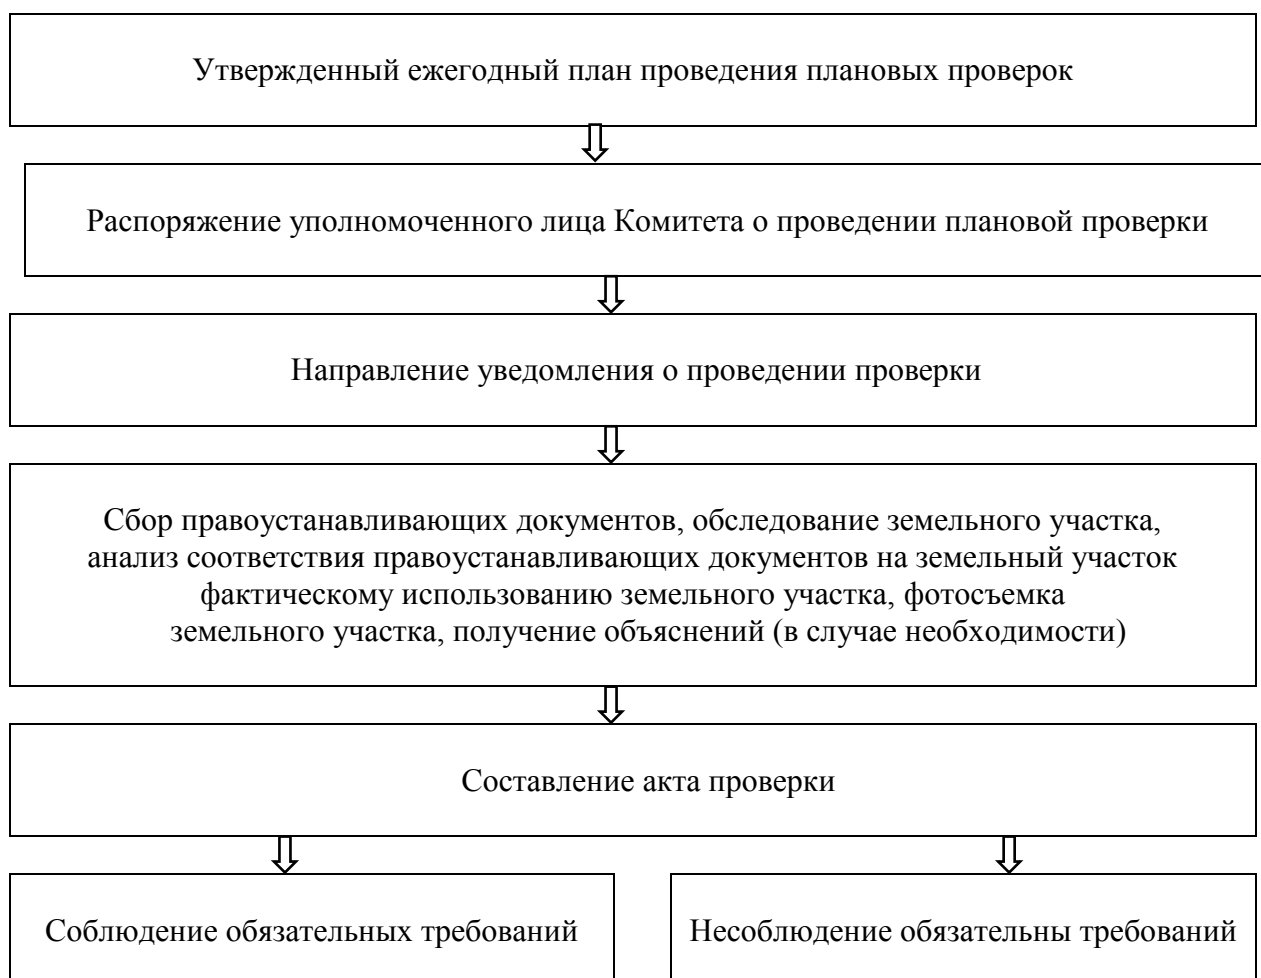 Утвержденный ежегодный план проведения плановых проверок
Распоряжение уполномоченного лица Комитета о проведении плановой проверки
Направление уведомления о проведении проверки
Сбор правоустанавливающих документов, обследование земельного участка,
анализ соответствия правоустанавливающих документов на земельный участок
фактическому использованию земельного участка, фотосъемка
земельного участка, получение объяснений (в случае необходимости)
Составление акта проверки
Соблюдение обязательных требований
Несоблюдение обязательны требований